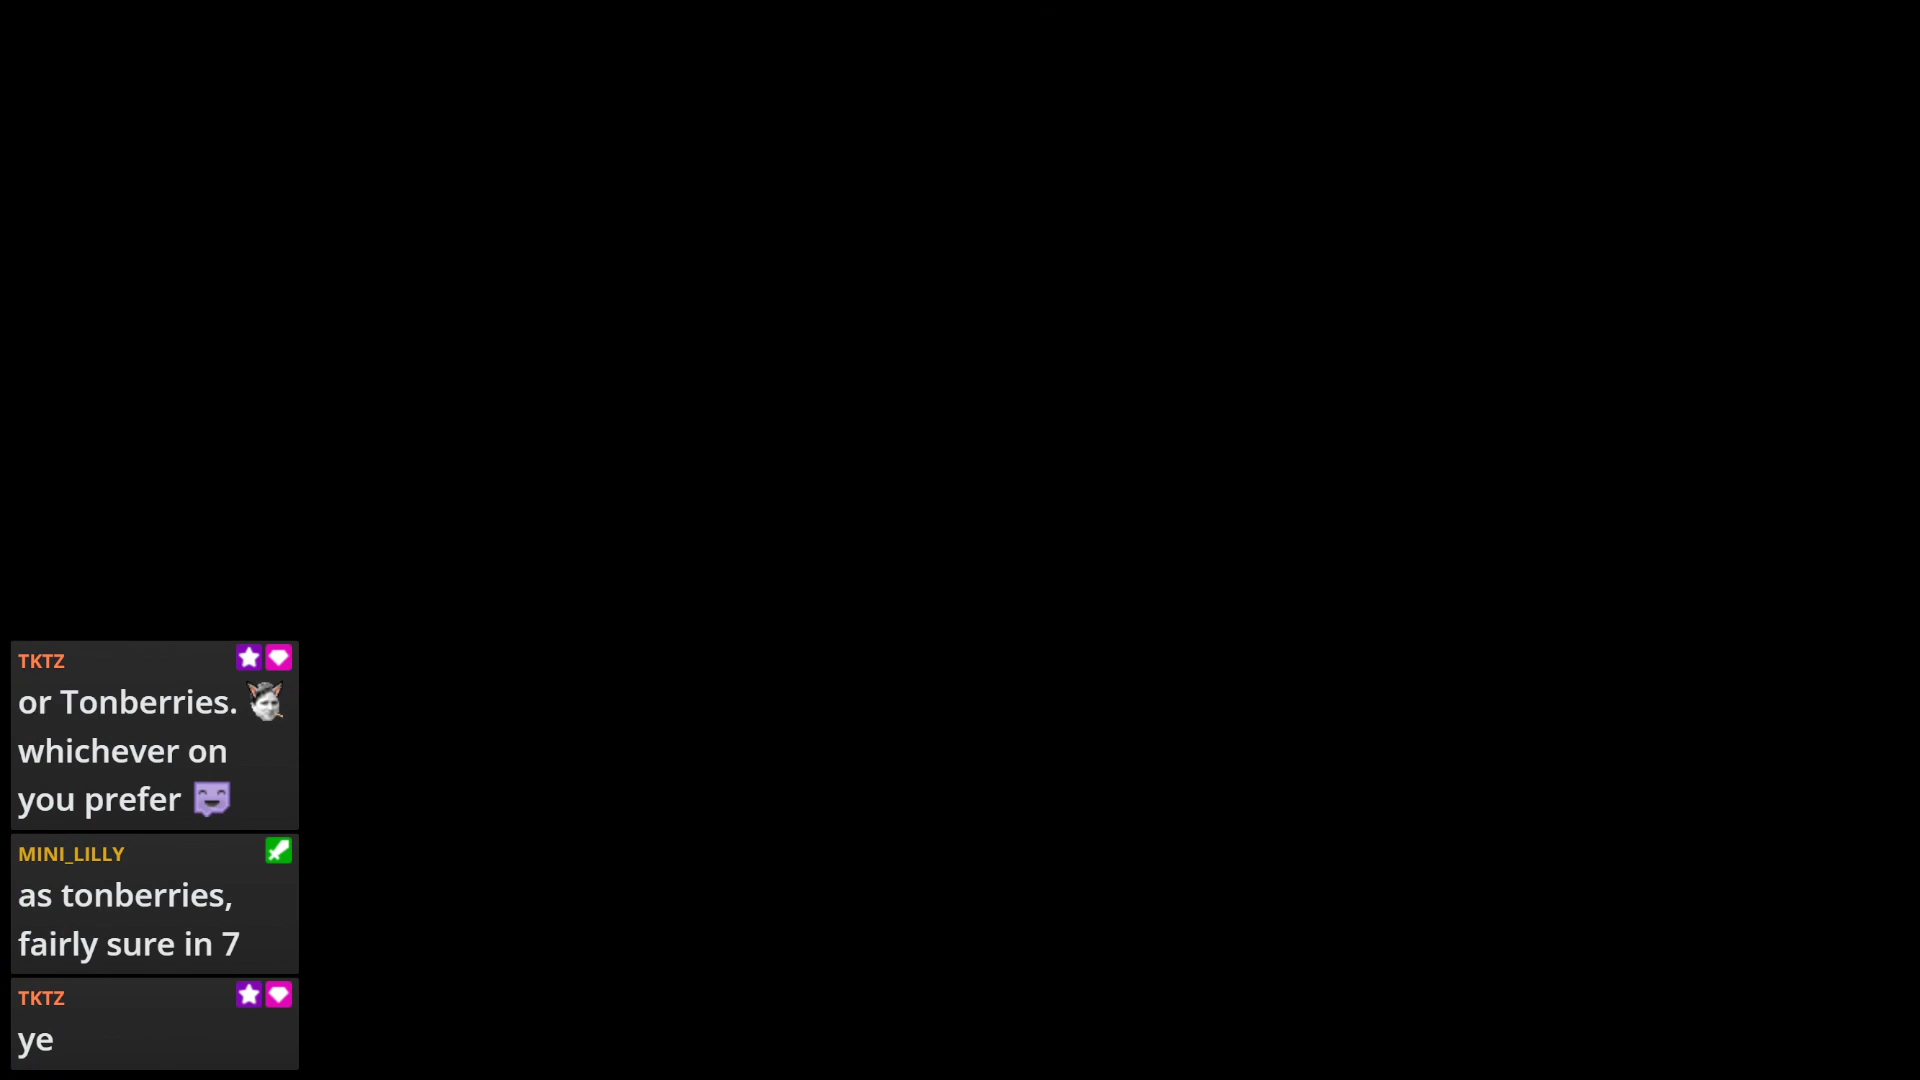 TKTZ
or Tonberries.
whichever on
you prefer
MINI_LILLY
as tonberries,
fairly sure in 7
TKTZ
ye